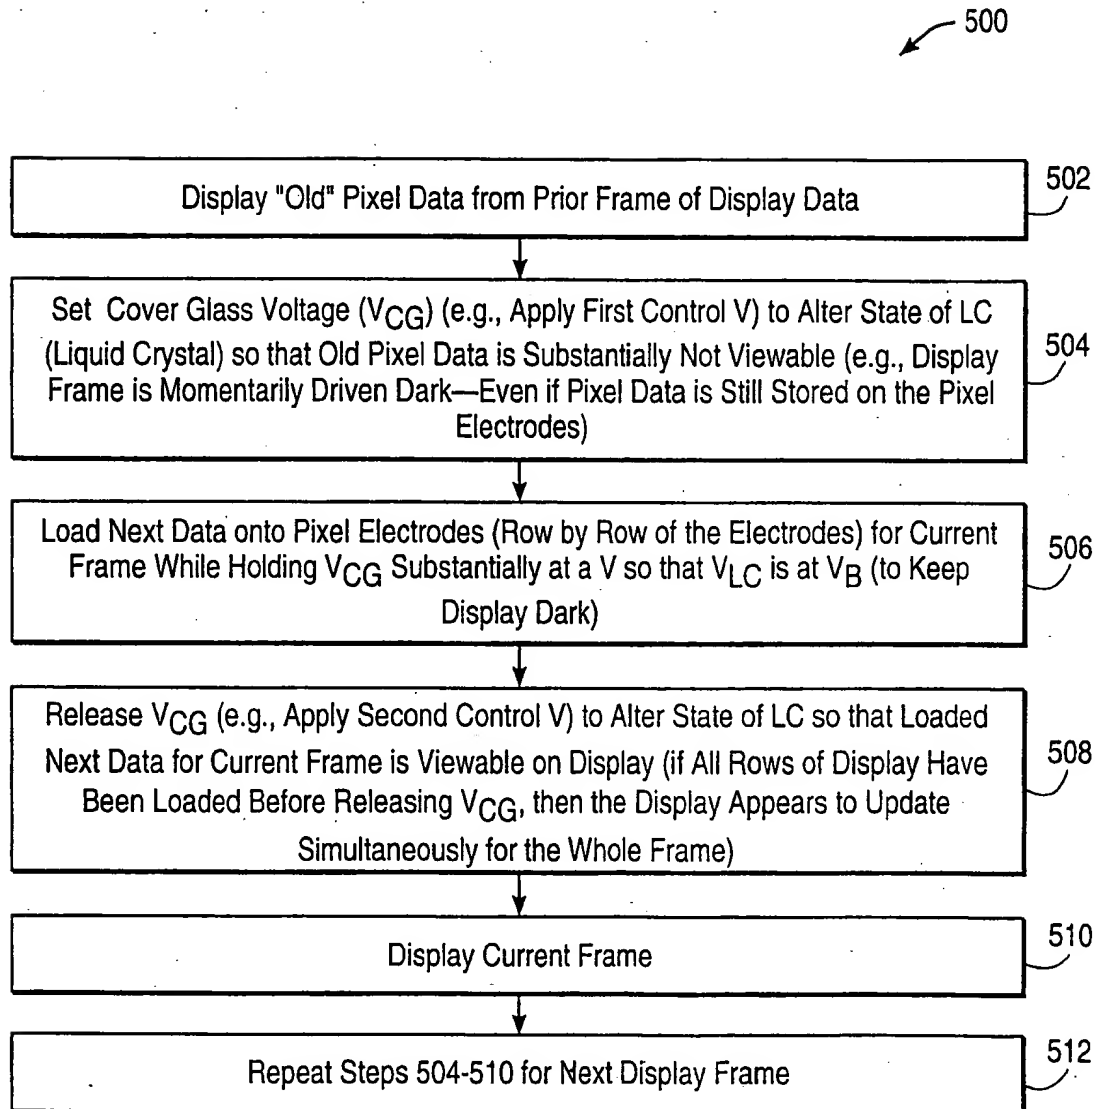 500
Display "Old" Pixel Data from Prior Frame of Display Data
502
Set Cover Glass Voltage (VCG) (e.g., Apply First Control V) to Alter State of LC
(Liquid Crystal) so that Old Pixel Data is Substantially Not Viewable (e.g., Display
Frame is Momentarily Driven Dark—Even if Pixel Data is Still Stored on the Pixel
Electrodes)
504
Load Next Data onto Pixel Electrodes (Row by Row of the Electrodes) for Current
Frame While Holding VCG Substantially at a V so that VLC is at VB (to Keep
Display Dark)
506
Release VCG (e.g., Apply Second Control V) to Alter State of LC so that Loaded
Next Data for Current Frame is Viewable on Display (if All Rows of Display Have
Been Loaded Before Releasing VCG, then the Display Appears to Update
Simultaneously for the Whole Frame)
508
Display Current Frame
510
Repeat Steps 504-510 for Next Display Frame
512